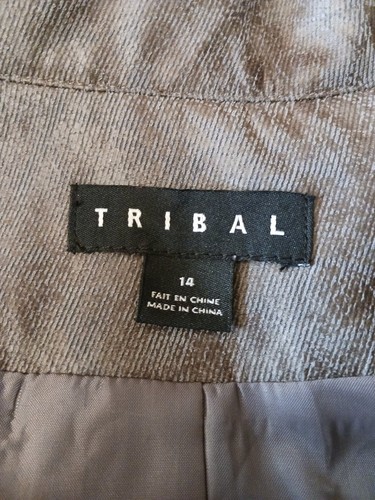 TRIBAL
14
FAIT EN CHINE
MADE IN CHINA